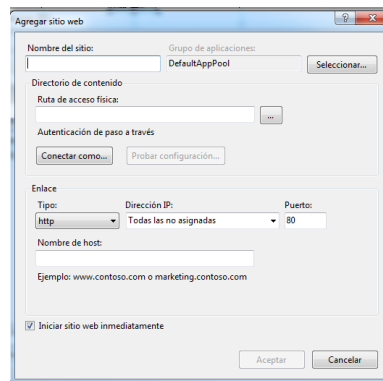 Agregar sitio web
Nombre del sitio: Grupo de aplicaciones:
DefaultAppPool Seleccionar...
Directorio de contenido
Ruta de acceso física:
...
Autenticación de paso a través
Conectar como... Probar configuración...
Enlace
Tipo: Dirección IP: Puerto:
http Todas las no asignadas 80
Nombre de host:
Ejemplo: www.contoso.com o marketing.contoso.com
Iniciar sitio web inmediatamente
Aceptar Cancelar